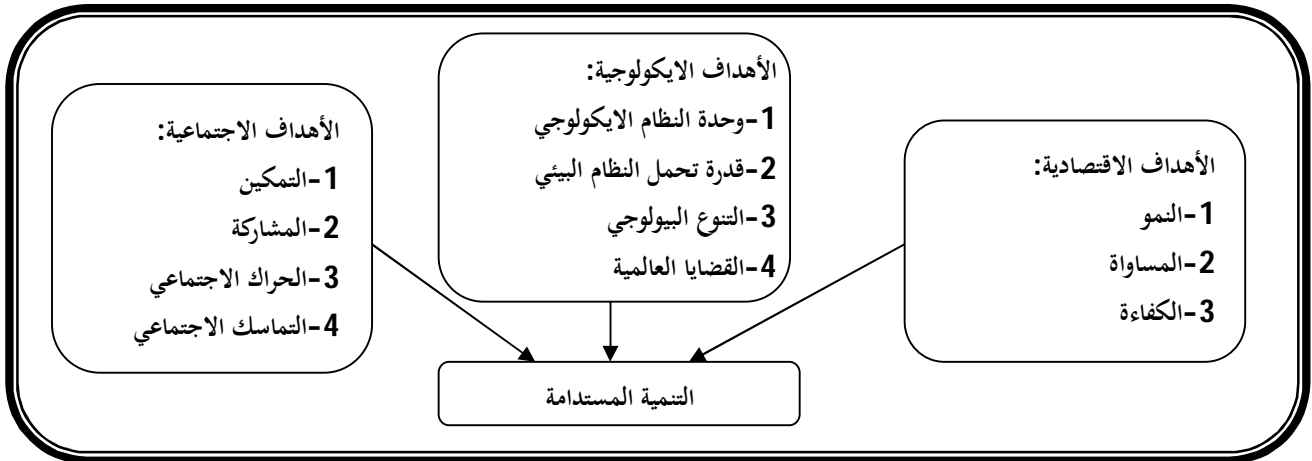 الأهداف الاقتصادية:
1-النمو
2-المساواة
3-الكفاءة
الأهداف الايكولوجية:
1-وحدة النظام الايكولوجي
2-قدرة تحمل النظام البيئي
3-التنوع البيولوجي
4-القضايا العالمية
الأهداف الاجتماعية:
1-التمكين
2-المشاركة
3-الحراك الاجتماعي
4-التماسك الاجتماعي
التنمية المستدامة